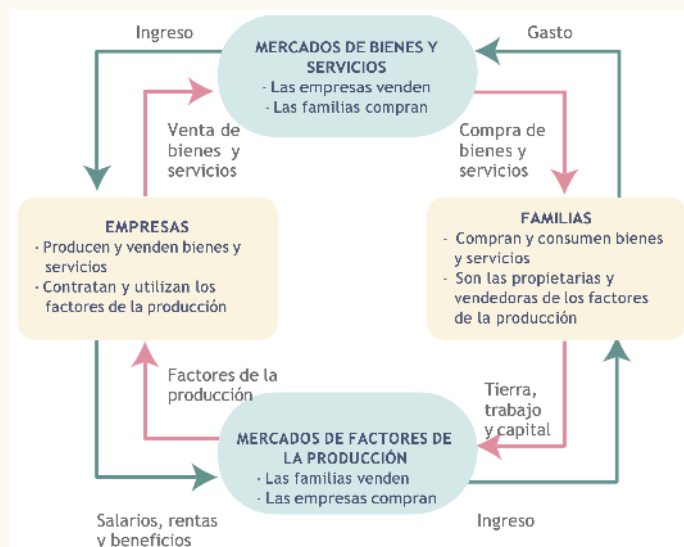 Ingreso
MERCADOS DE BIENES Y
SERVICIOS
- Las empresas venden
- Las familias compran
Gasto
Venta de
bienes y
servicios
Compra de
bienes y
servicios
EMPRESAS
· Producen y venden bienes y
servicios
· Contratan y utilizan los
factores de la producción
FAMILIAS
- Compran y consumen bienes
y servicios
- Son las propietarias y
vendedoras de los factores
de la producción
Factores de la
producción
Tierra,
trabajo
y capital
MERCADOS DE FACTORES DE
LA PRODUCCIÓN
- Las familias venden
- Las empresas compran
Salarios, rentas
y beneficios
Ingreso